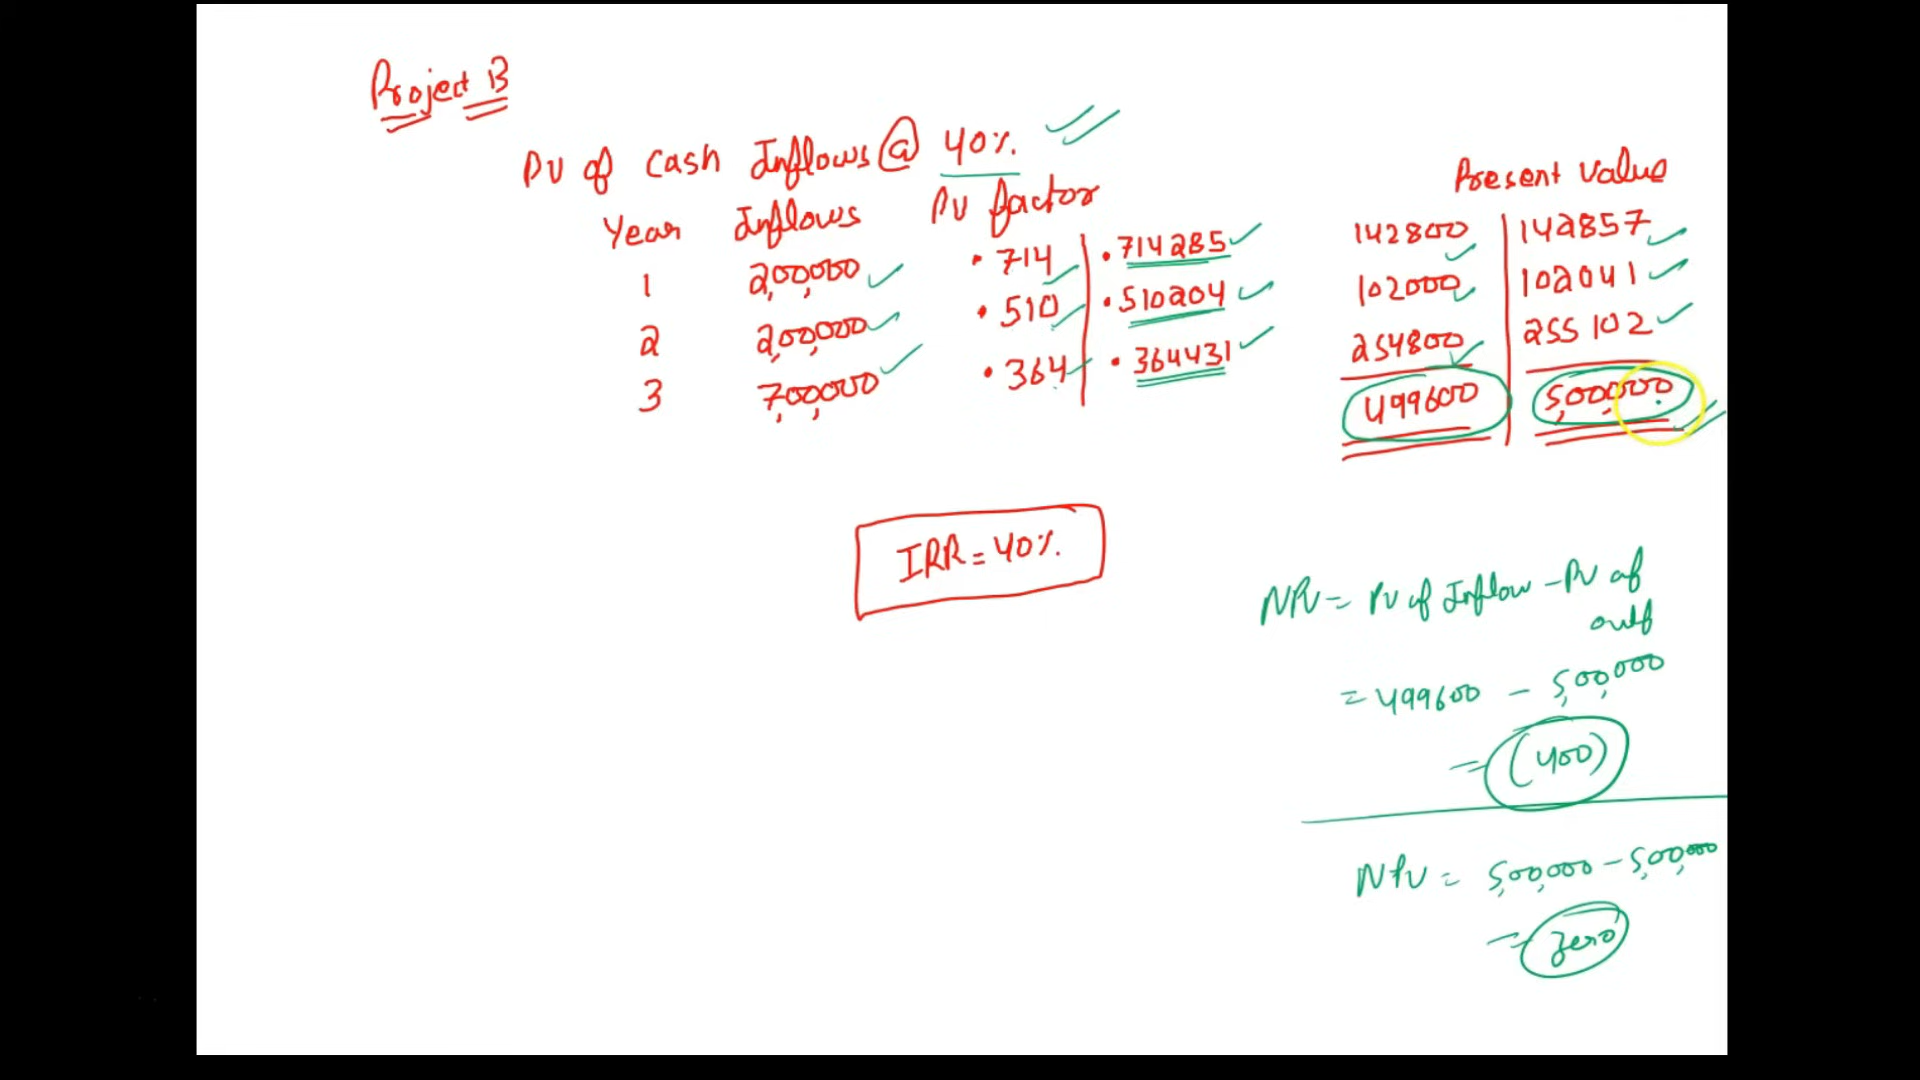 Project B
PV of Cash Inflows @ 40%
Year Inflows PV factor Present Value
1 2,00,000 .714 .714285 142800 142857
2 2,00,000 .510 .510204 102000 102041
3 7,00,000 .364 .364431 254800 255102
499600 5,00,000
IRR = 40%
NPV = PV of Inflow - PV of
outf
= 499600 - 5,00,000
= (400)
NPV = 5,00,000 - 5,00,000
= zero